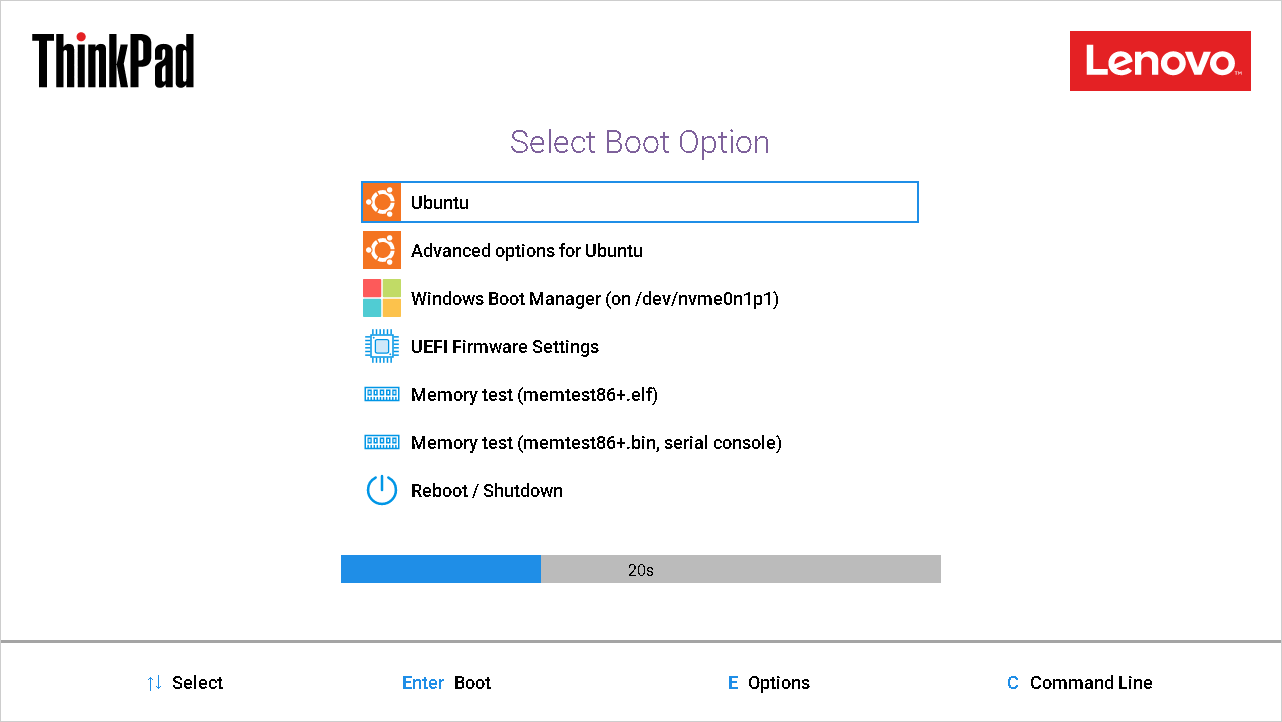 ThinkPad
Lenovo™
Select Boot Option
Ubuntu
Advanced options for Ubuntu
Windows Boot Manager (on /dev/nvme0n1p1)
UEFI Firmware Settings
Memory test (memtest86+.elf)
Memory test (memtest86+.bin, serial console)
Reboot / Shutdown
20s
↑↓ Select Enter Boot E Options C Command Line